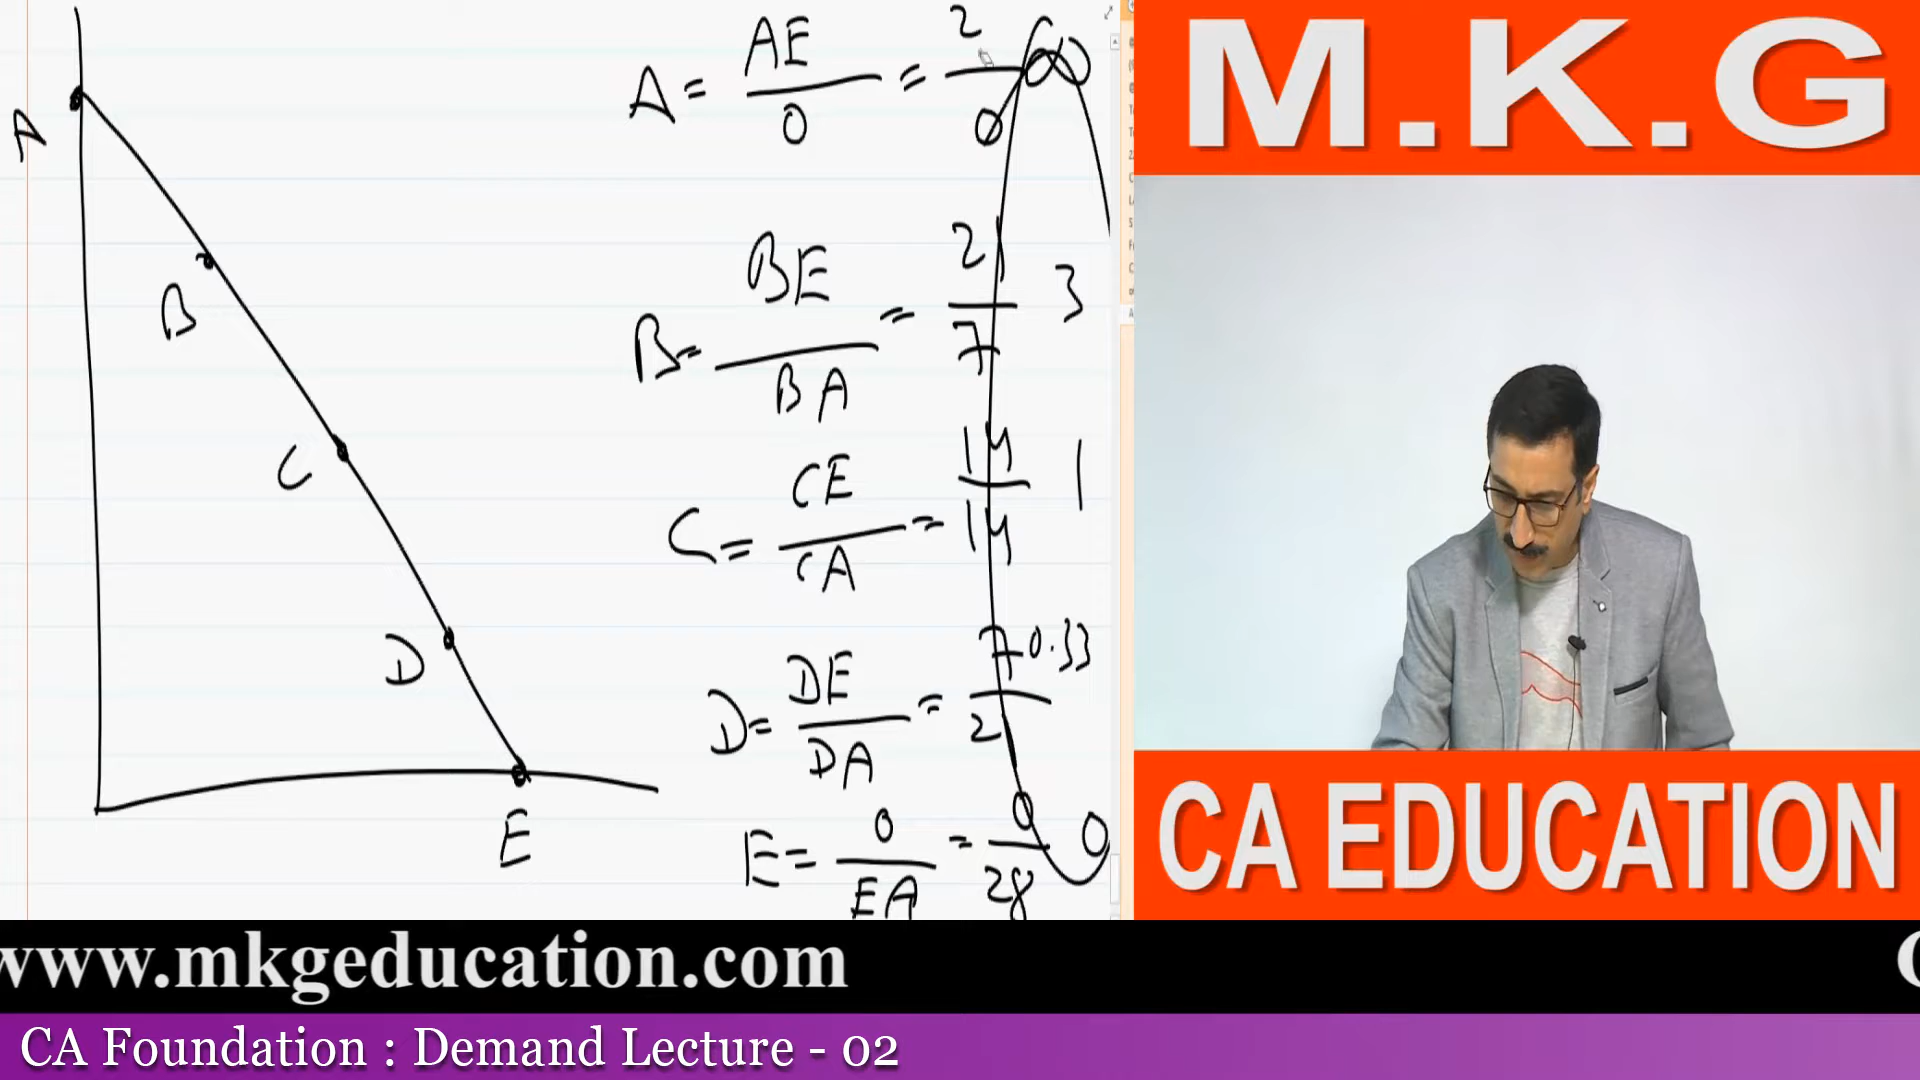 M.K.G
A = AE / 0 = 2 / 0 ∞
A
B = BE / BA = 21 / 7 3
B
C = CE / CA = 14 / 14 1
C
D = DE / DA = 7 / 2 0.33
D
E = 0 / EA = 0 / 28 0
E
CA EDUCATION
www.mkgeducation.com
CA Foundation : Demand Lecture - 02